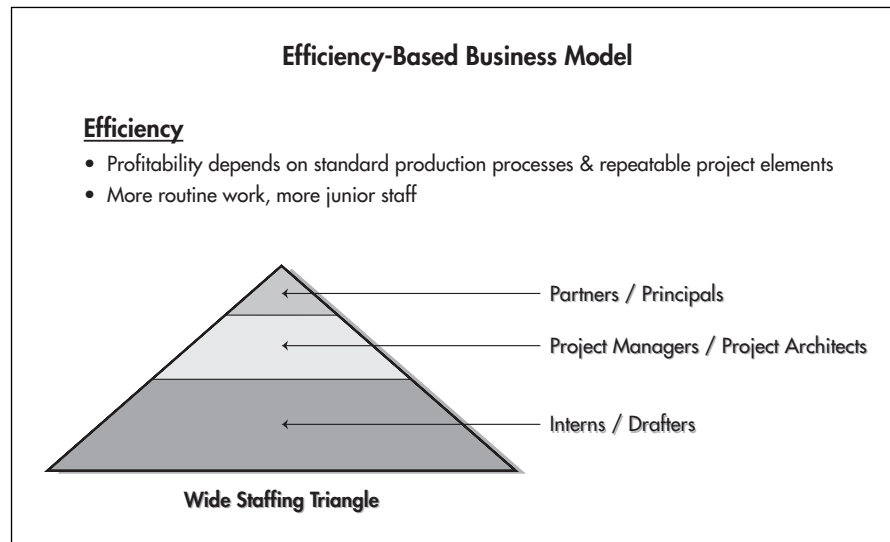 Efficiency-Based Business Model
Efficiency
• Profitability depends on standard production processes & repeatable project elements
• More routine work, more junior staff
Partners / Principals
Project Managers / Project Architects
Interns / Drafters
Wide Staffing Triangle